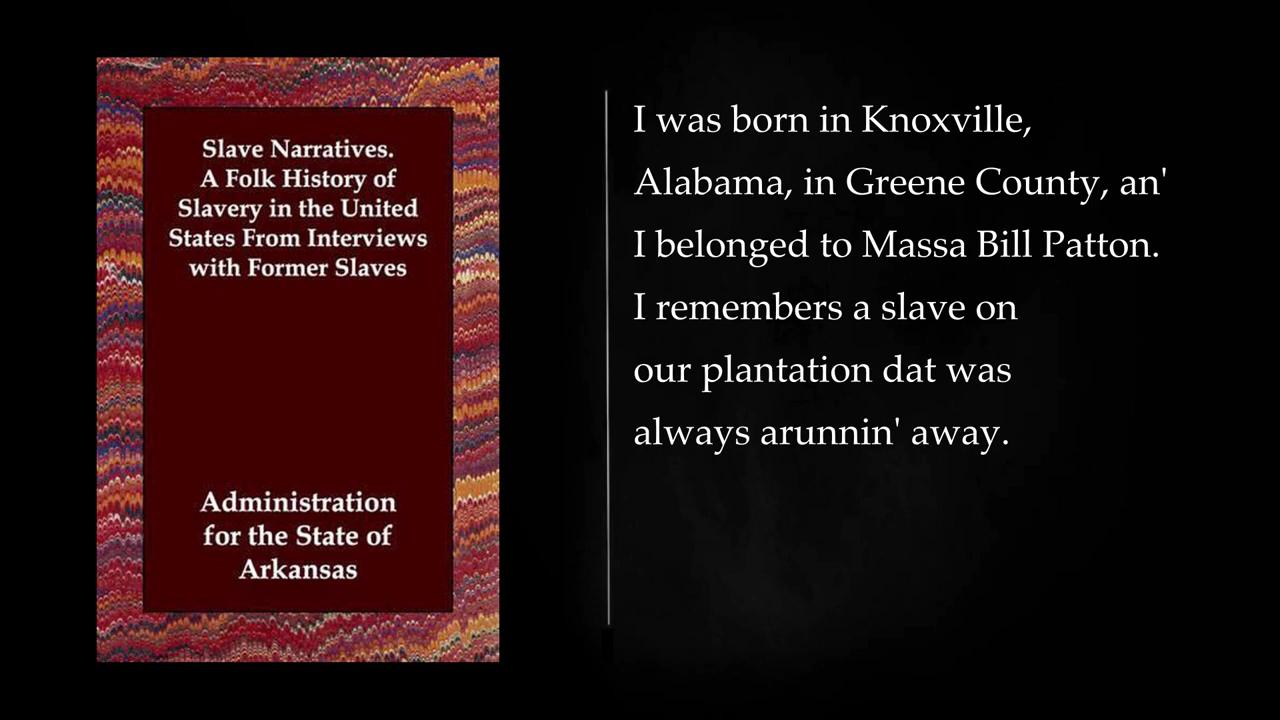 Slave Narratives.
A Folk History of
Slavery in the United
States From Interviews
with Former Slaves
Administration
for the State of
Arkansas
I was born in Knoxville,
Alabama, in Greene County, an'
I belonged to Massa Bill Patton.
I remembers a slave on
our plantation dat was
always arunnin' away.